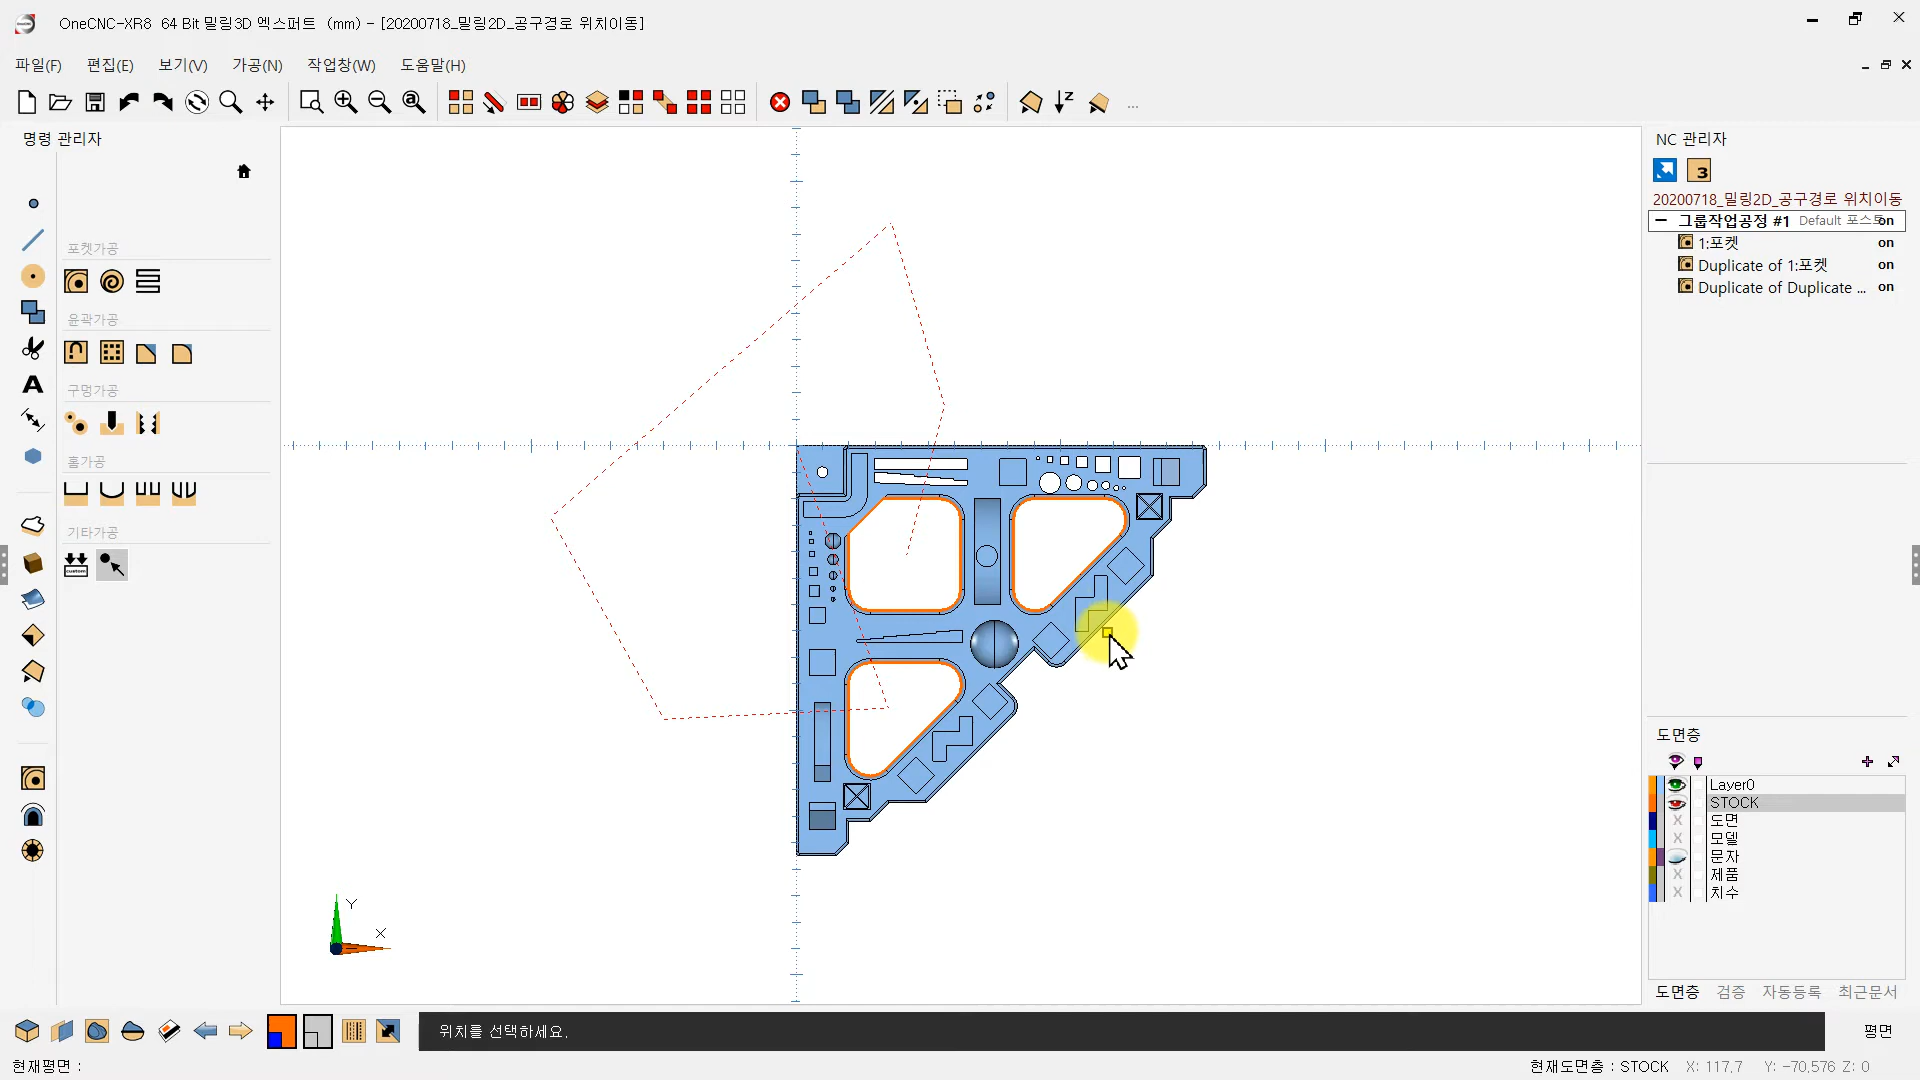 OneCNC-XR8 64 Bit 밀링3D 엑스퍼트 (mm) - [20200718_밀링2D_공구경로 위치이동]
파일(F) 편집(E) 보기(V) 가공(N) 작업창(W) 도움말(H)
명령 관리자
포켓가공
윤곽가공
구멍가공
홈가공
기타가공
custom
Y
X
NC 관리자
3
20200718_밀링2D_공구경로 위치이동
그룹작업공정 #1 Default 포스트 on
1:포켓 on
Duplicate of 1:포켓 on
Duplicate of Duplicate ... on
도면층
Layer0
STOCK
도면
모델
문자
제품
치수
도면층 검증 자동등록 최근문서
위치를 선택하세요.
평면
현재평면 :
현재도면층 : STOCK X: 117,7 Y: -70,576 Z: 0